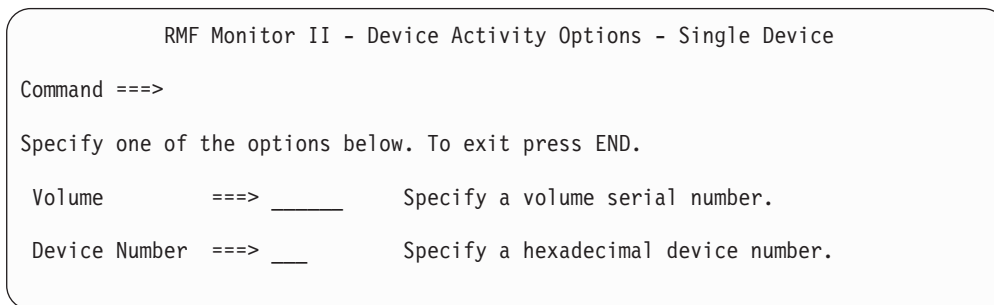 RMF Monitor II - Device Activity Options - Single Device
Command ===>
Specify one of the options below. To exit press END.
Volume ===> ______ Specify a volume serial number.
Device Number ===> ___ Specify a hexadecimal device number.